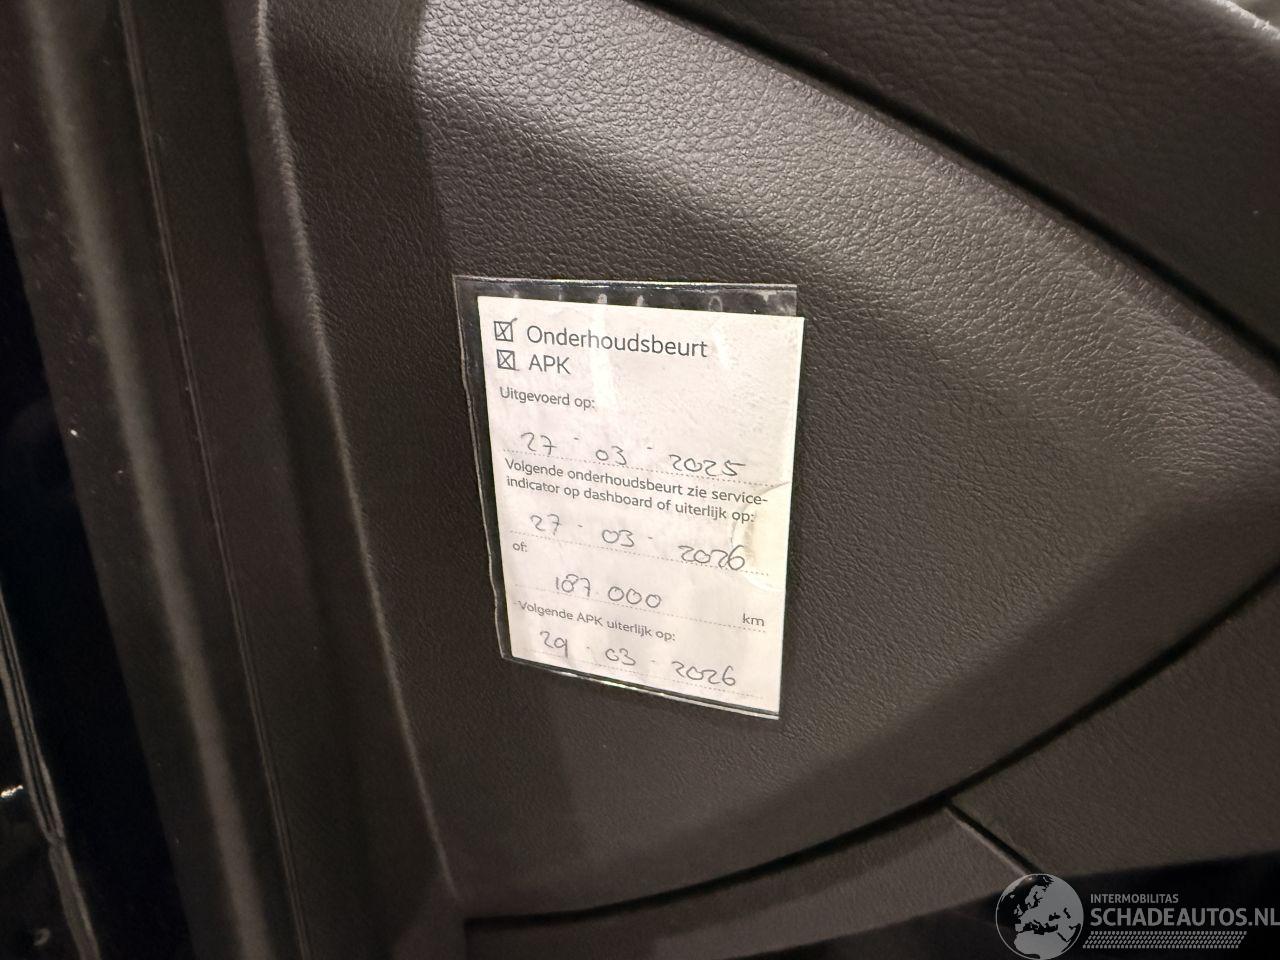 Onderhoudsbeurt
APK
Uitgevoerd op:
27 - 03 - 2025
Volgende onderhoudsbeurt zie service-
indicator op dashboard of uiterlijk op:
27 - 03 - 2026
of:
187.000 km
Volgende APK uiterlijk op:
29 - 03 - 2026
INTERMOBILITAS
SCHADEAUTOS.NL